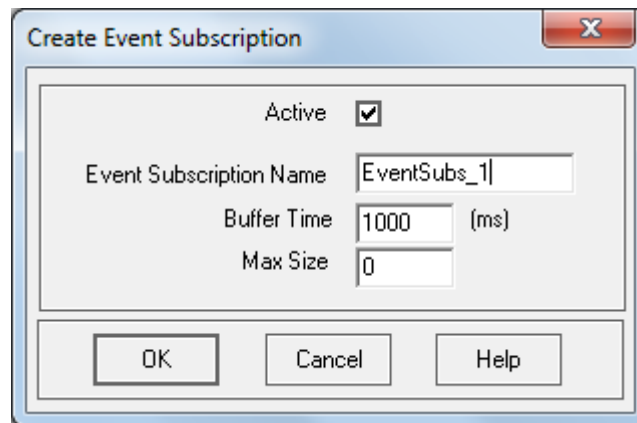 Create Event Subscription
Active
Event Subscription Name EventSubs_1
Buffer Time 1000 (ms)
Max Size 0
OK Cancel Help